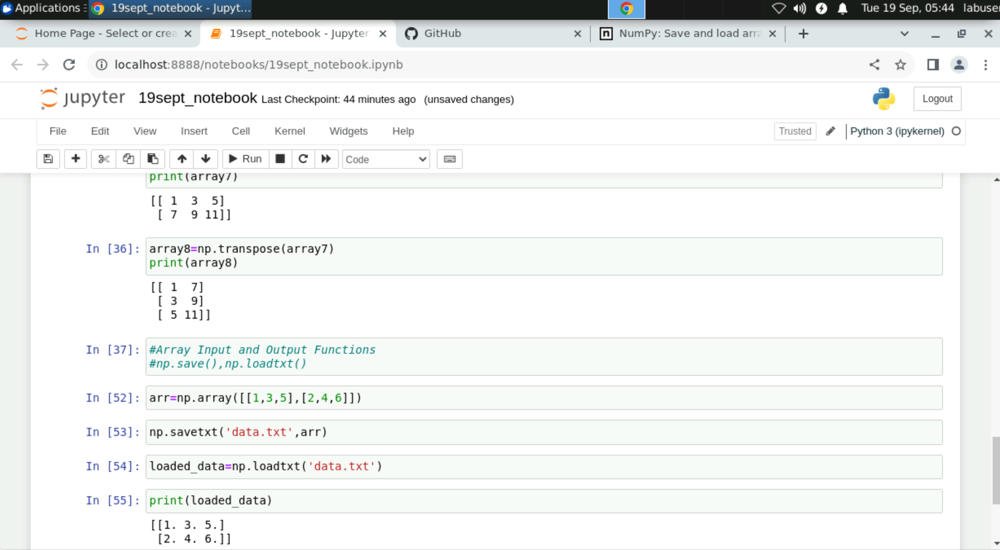 Applications
19sept_notebook - Jupyt...
Tue 19 Sep, 05:44 labuser
Home Page - Select or crea
19sept_notebook - Jupyter
GitHub
NumPy: Save and load arra
localhost:8888/notebooks/19sept_notebook.ipynb
jupyter 19sept_notebook Last Checkpoint: 44 minutes ago (unsaved changes)
Logout
File Edit View Insert Cell Kernel Widgets Help
Trusted
Python 3 (ipykernel)
Run
Code
print(array7)
[[ 1  3  5]
 [ 7  9 11]]
In [36]: array8=np.transpose(array7)
print(array8)
[[ 1  7]
 [ 3  9]
 [ 5 11]]
In [37]: #Array Input and Output Functions
#np.save(),np.loadtxt()
In [52]: arr=np.array([[1,3,5],[2,4,6]])
In [53]: np.savetxt('data.txt',arr)
In [54]: loaded_data=np.loadtxt('data.txt')
In [55]: print(loaded_data)
[[1. 3. 5.]
 [2. 4. 6.]]